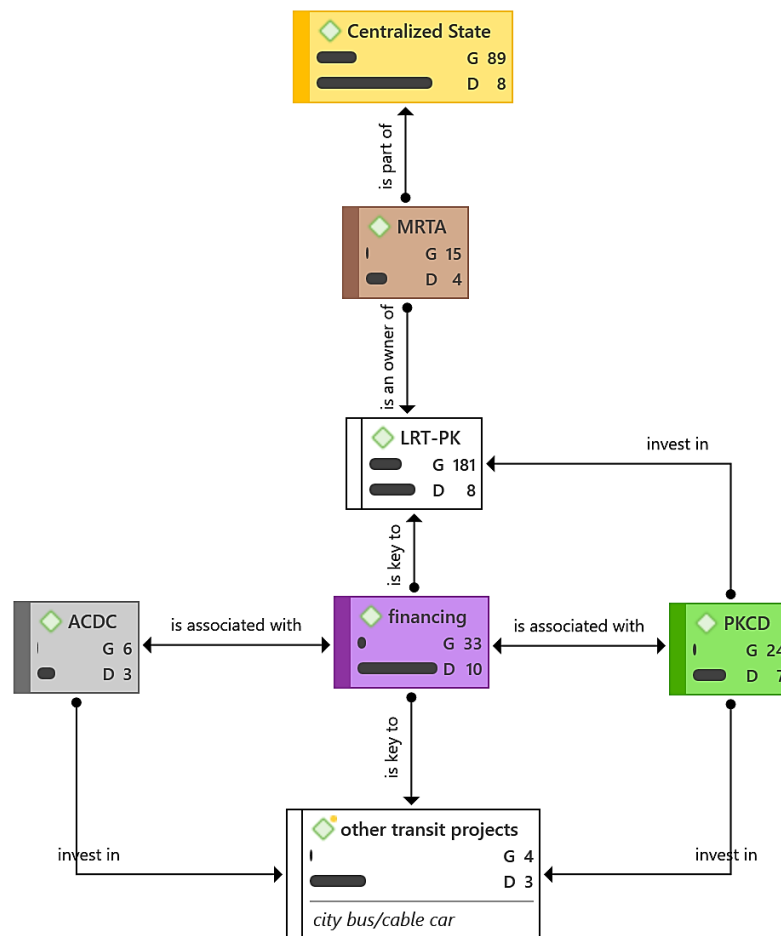 Centralized State
G 89
D 8
is part of
MRTA
G 15
D 4
is an owner of
LRT-PK
G 181
D 8
invest in
is key to
ACDC
G 6
D 3
is associated with
financing
G 33
D 10
is associated with
PKCD
G 24
D 7
is key to
invest in
invest in
other transit projects
G 4
D 3
city bus/cable car